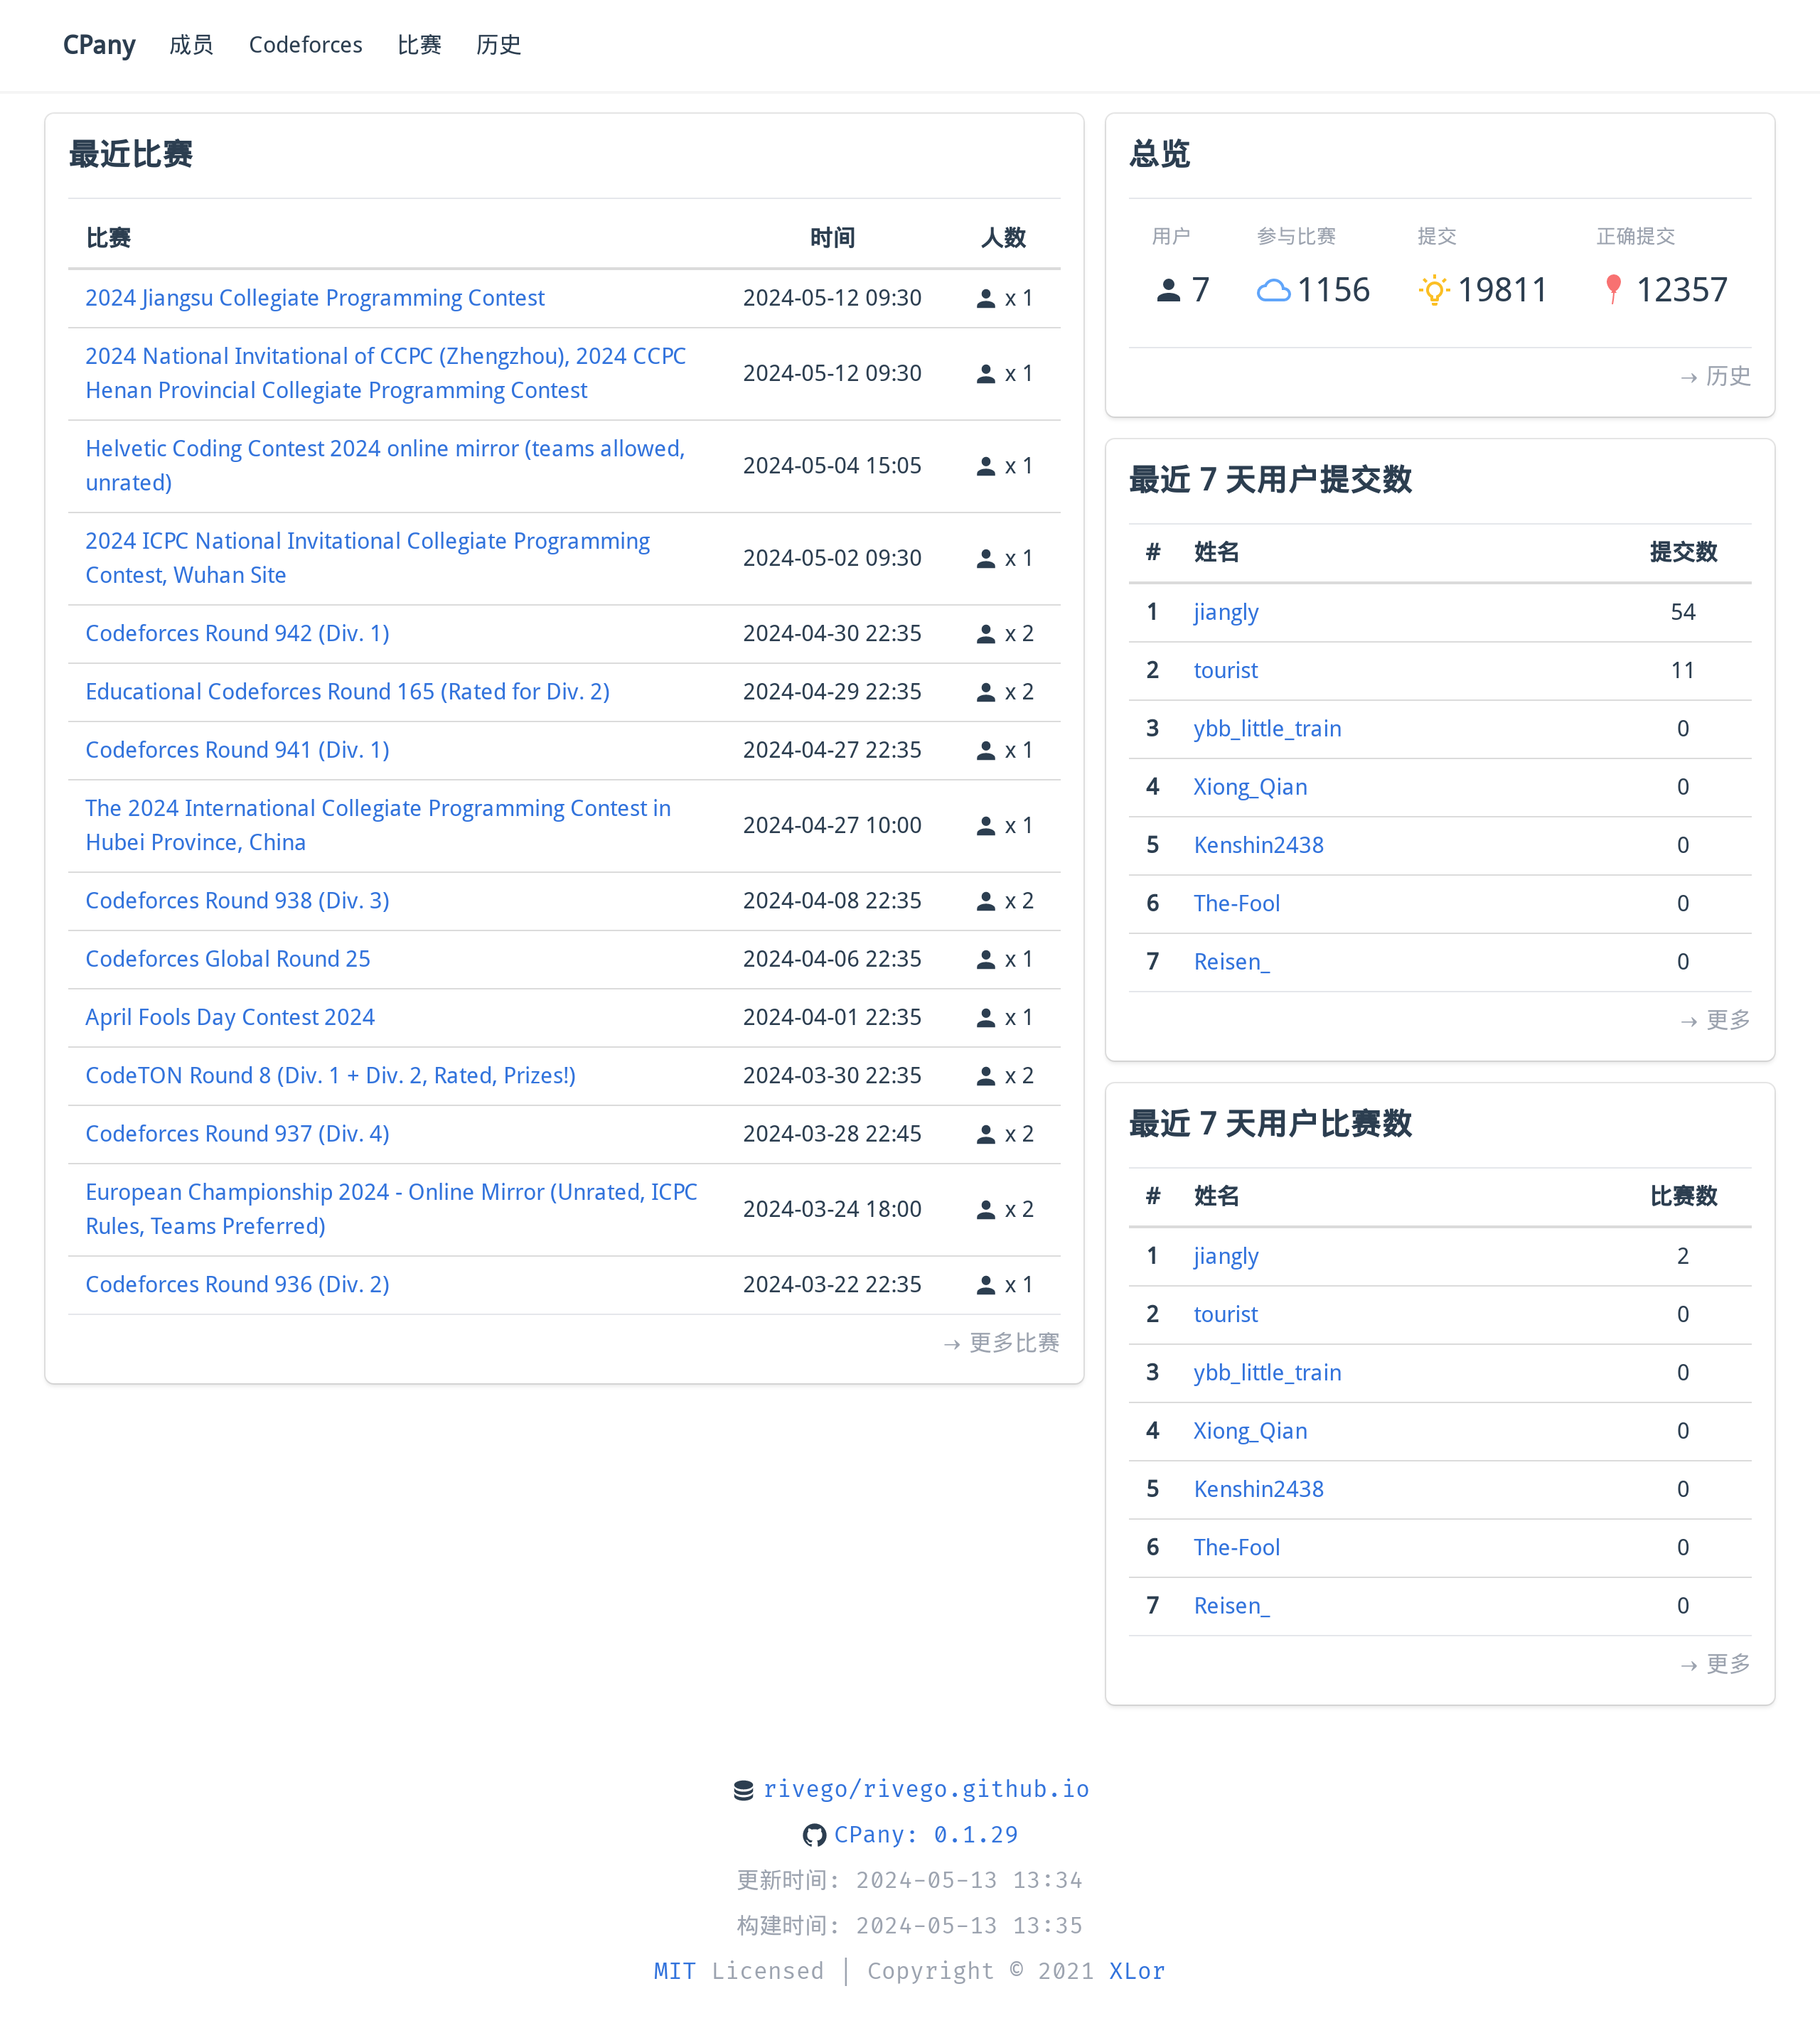 CPany 成员 Codeforces 比赛 历史
最近比赛
比赛 时间 人数
2024 Jiangsu Collegiate Programming Contest 2024-05-12 09:30 x 1
2024 National Invitational of CCPC (Zhengzhou), 2024 CCPC
Henan Provincial Collegiate Programming Contest 2024-05-12 09:30 x 1
Helvetic Coding Contest 2024 online mirror (teams allowed,
unrated) 2024-05-04 15:05 x 1
2024 ICPC National Invitational Collegiate Programming
Contest, Wuhan Site 2024-05-02 09:30 x 1
Codeforces Round 942 (Div. 1) 2024-04-30 22:35 x 2
Educational Codeforces Round 165 (Rated for Div. 2) 2024-04-29 22:35 x 2
Codeforces Round 941 (Div. 1) 2024-04-27 22:35 x 1
The 2024 International Collegiate Programming Contest in
Hubei Province, China 2024-04-27 10:00 x 1
Codeforces Round 938 (Div. 3) 2024-04-08 22:35 x 2
Codeforces Global Round 25 2024-04-06 22:35 x 1
April Fools Day Contest 2024 2024-04-01 22:35 x 1
CodeTON Round 8 (Div. 1 + Div. 2, Rated, Prizes!) 2024-03-30 22:35 x 2
Codeforces Round 937 (Div. 4) 2024-03-28 22:45 x 2
European Championship 2024 - Online Mirror (Unrated, ICPC
Rules, Teams Preferred) 2024-03-24 18:00 x 2
Codeforces Round 936 (Div. 2) 2024-03-22 22:35 x 1
→ 更多比赛
总览
用户 参与比赛 提交 正确提交
7 1156 19811 12357
→ 历史
最近 7 天用户提交数
# 姓名 提交数
1 jiangly 54
2 tourist 11
3 ybb_little_train 0
4 Xiong_Qian 0
5 Kenshin2438 0
6 The-Fool 0
7 Reisen_ 0
→ 更多
最近 7 天用户比赛数
# 姓名 比赛数
1 jiangly 2
2 tourist 0
3 ybb_little_train 0
4 Xiong_Qian 0
5 Kenshin2438 0
6 The-Fool 0
7 Reisen_ 0
→ 更多
rivego/rivego.github.io
CPany: 0.1.29
更新时间: 2024-05-13 13:34
构建时间: 2024-05-13 13:35
MIT Licensed | Copyright © 2021 XLor